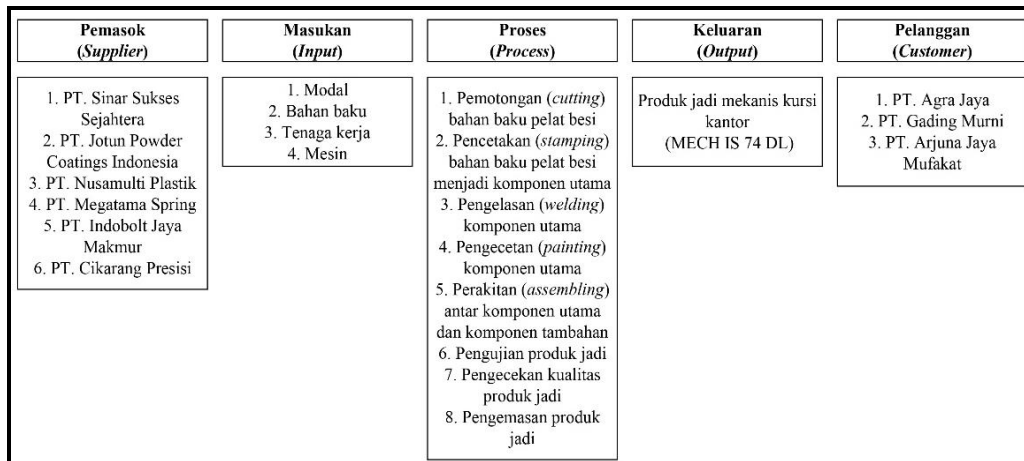 Pemasok
(Supplier)
1. PT. Sinar Sukses
Sejahtera
2. PT. Jotun Powder
Coatings Indonesia
3. PT. Nusamulti Plastik
4. PT. Megatama Spring
5. PT. Indobolt Jaya
Makmur
6. PT. Cikarang Presisi
Masukan
(Input)
1. Modal
2. Bahan baku
3. Tenaga kerja
4. Mesin
Proses
(Process)
1. Pemotongan (cutting)
bahan baku pelat besi
2. Pencetakan (stamping)
bahan baku pelat besi
menjadi komponen utama
3. Pengelasan (welding)
komponen utama
4. Pengecetan (painting)
komponen utama
5. Perakitan (assembling)
antar komponen utama
dan komponen tambahan
6. Pengujian produk jadi
7. Pengecekan kualitas
produk jadi
8. Pengemasan produk
jadi
Keluaran
(Output)
Produk jadi mekanis kursi
kantor
(MECH IS 74 DL)
Pelanggan
(Customer)
1. PT. Agra Jaya
2. PT. Gading Murni
3. PT. Arjuna Jaya
Mufakat